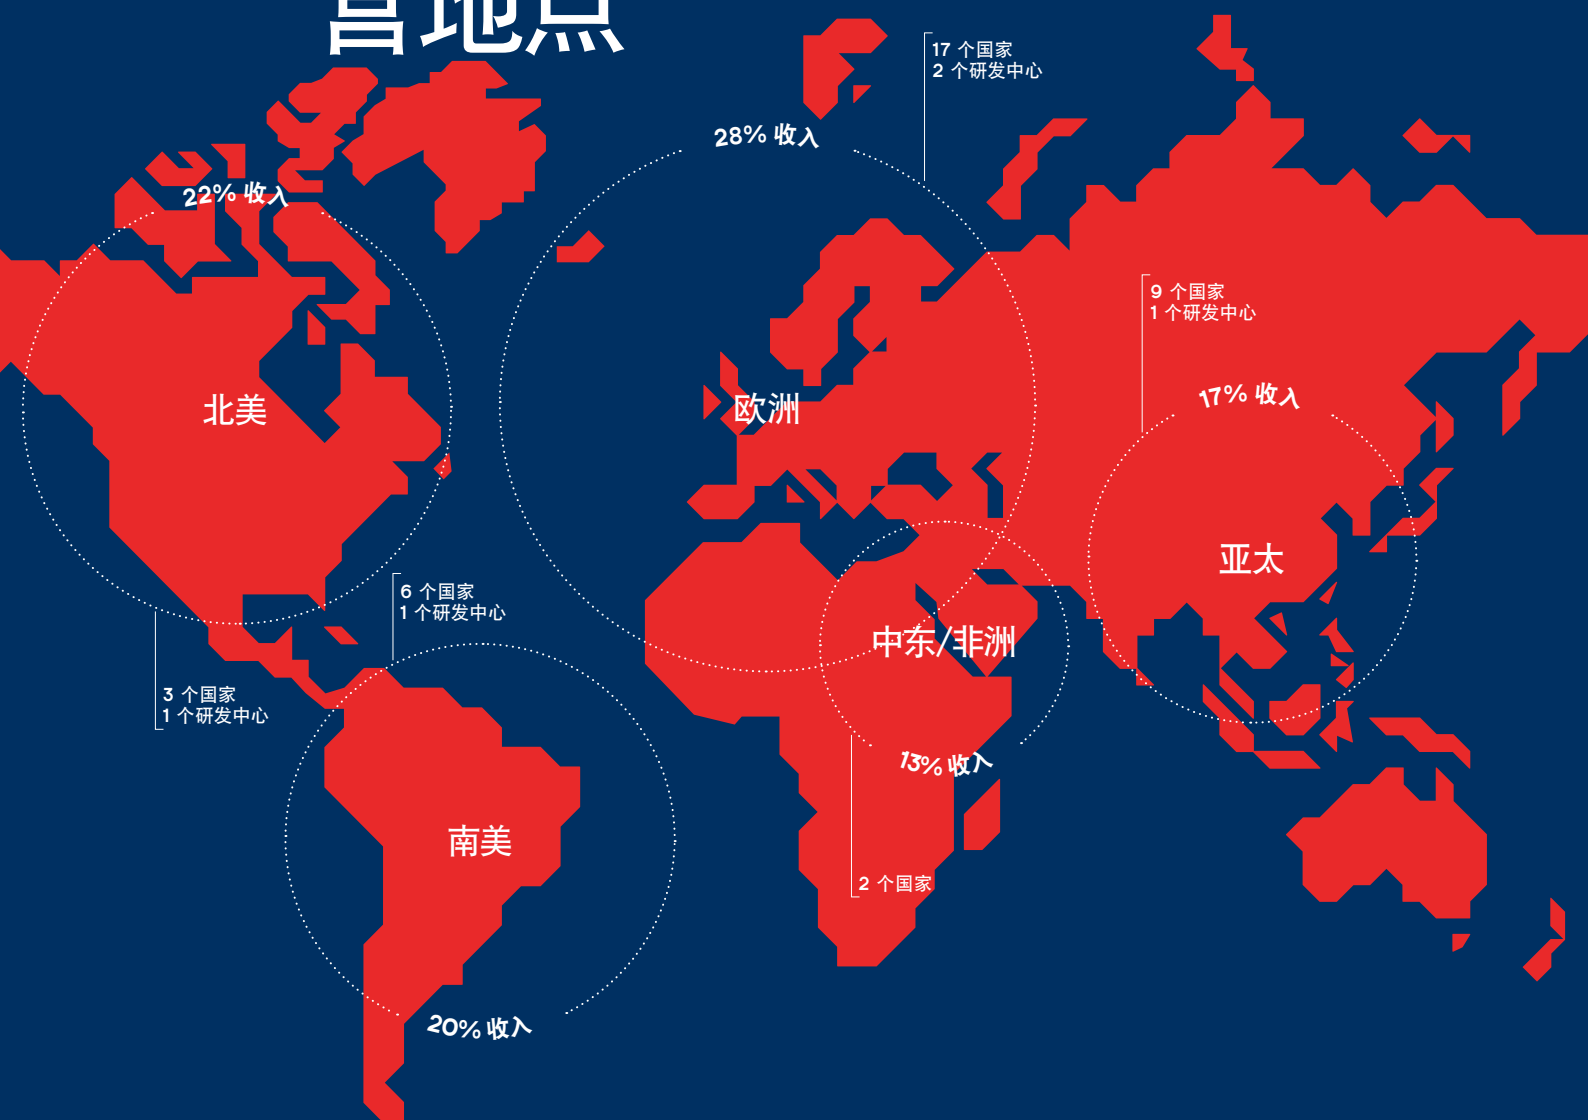 营地点
17 个国家
2 个研发中心
28% 收入
22% 收入
9 个国家
1 个研发中心
17% 收入
北美
欧洲
亚太
6 个国家
1 个研发中心
中东/非洲
3 个国家
1 个研发中心
13% 收入
南美
2 个国家
20% 收入